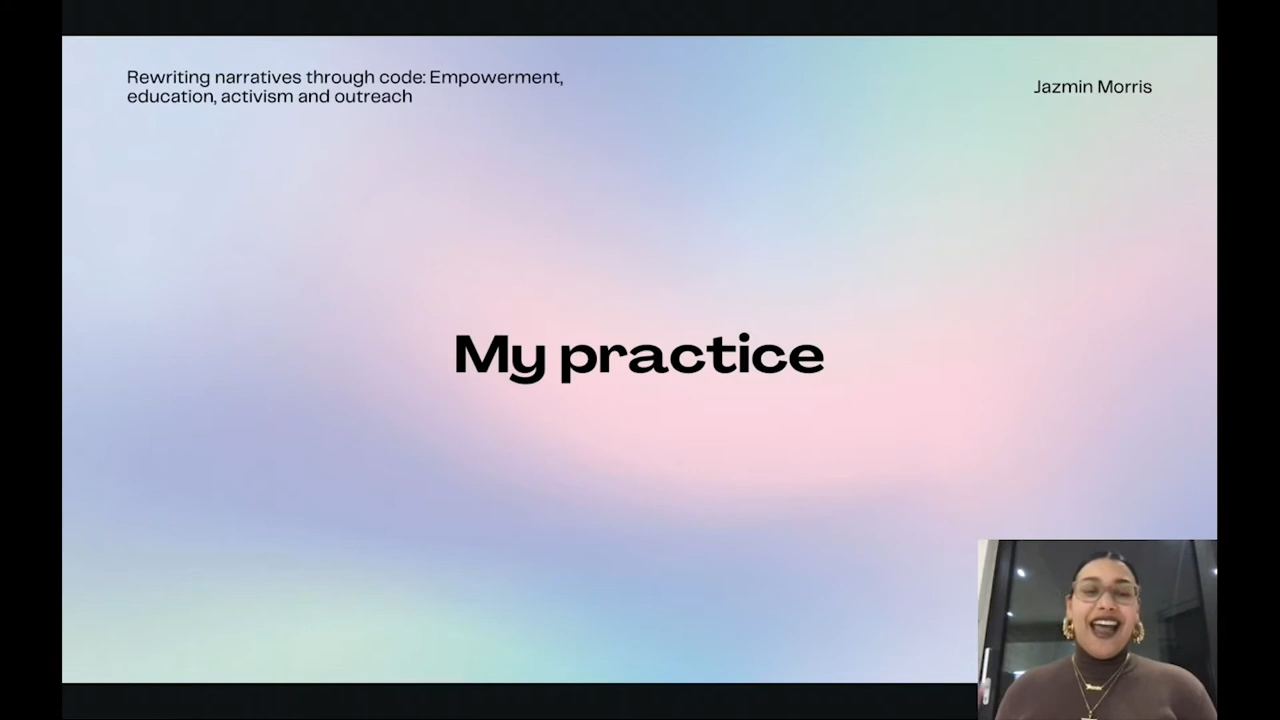 Rewriting narratives through code: Empowerment,
education, activism and outreach
Jazmin Morris
My practice